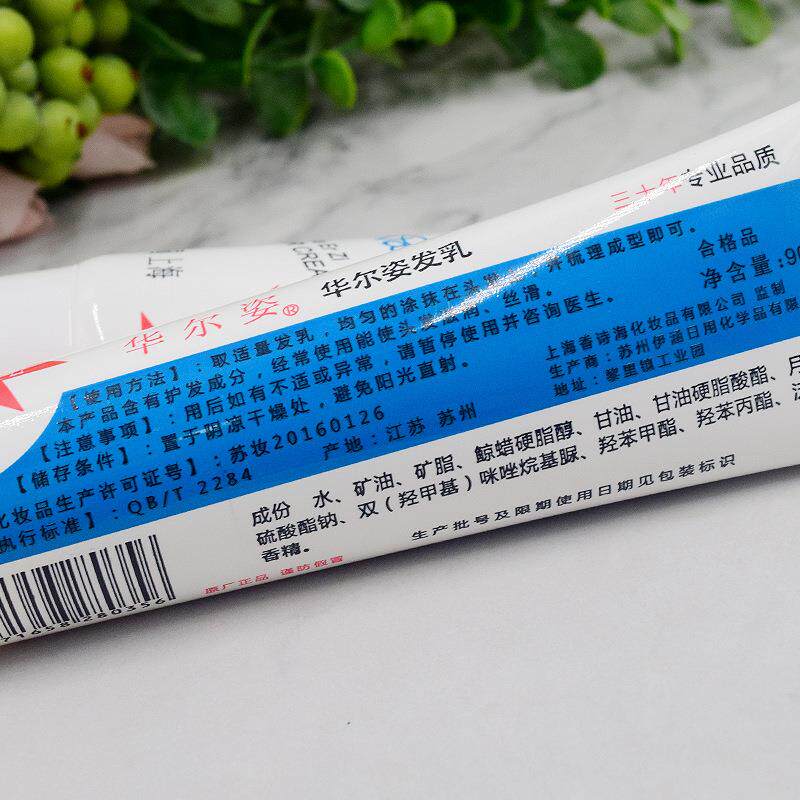 三十年专业品质
华尔姿® 华尔姿发乳
【使用方法】：取适量发乳，均匀的涂抹在头发 并梳理成型即可。
本产品含有护发成分，经常使用能使头发滋润、丝滑。
【注意事项】：用后如有不适或异常，请暂停使用并咨询医生。
【储存条件】：置于阴凉干燥处，避免阳光直射。
化妆品生产许可证号】：苏妆20160126
执行标准】：QB/T 2284 产地：江苏 苏州
合格品
净含量：90
上海香诗海化妆品有限公司 监制
生产商：苏州伊涵日用化学品有限
地址：黎里镇工业园
成份 水、矿油、矿脂、鲸蜡硬脂醇、甘油、甘油硬脂酸酯、月
硫酸酯钠、双（羟甲基）咪唑烷基脲、羟苯甲酯、羟苯丙酯、
香精。
生产批号及限期使用日期见包装标识
原厂正品 谨防假冒
71658 280356
CREA